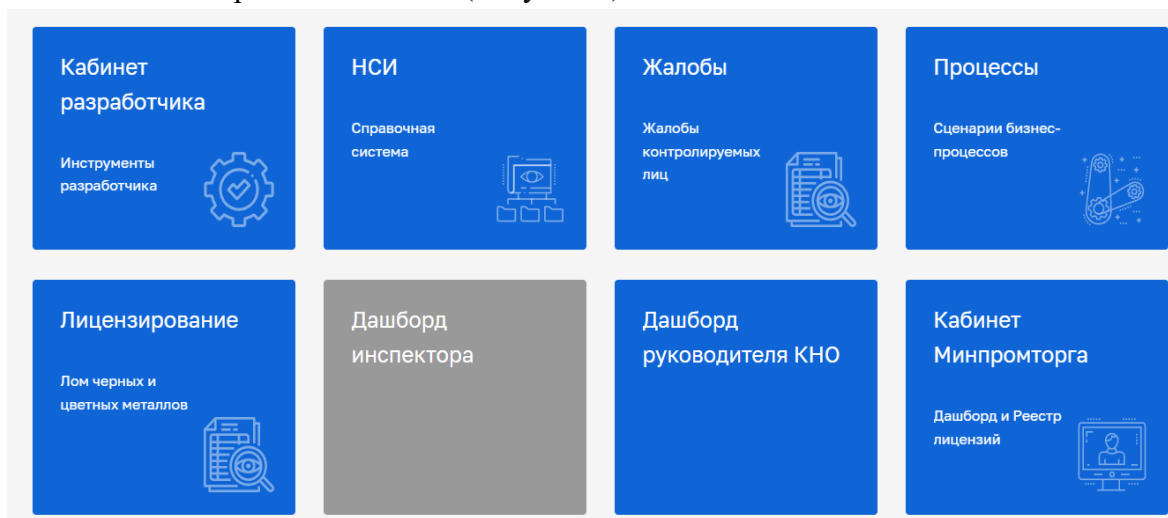 Кабинет
разработчика
Инструменты
разработчика
НСИ
Справочная
система
Жалобы
Жалобы
контролируемых
лиц
Процессы
Сценарии бизнес-
процессов
Лицензирование
Лом черных и
цветных металлов
Дашборд
инспектора
Дашборд
руководителя КНО
Кабинет
Минпромторга
Дашборд и Реестр
лицензий